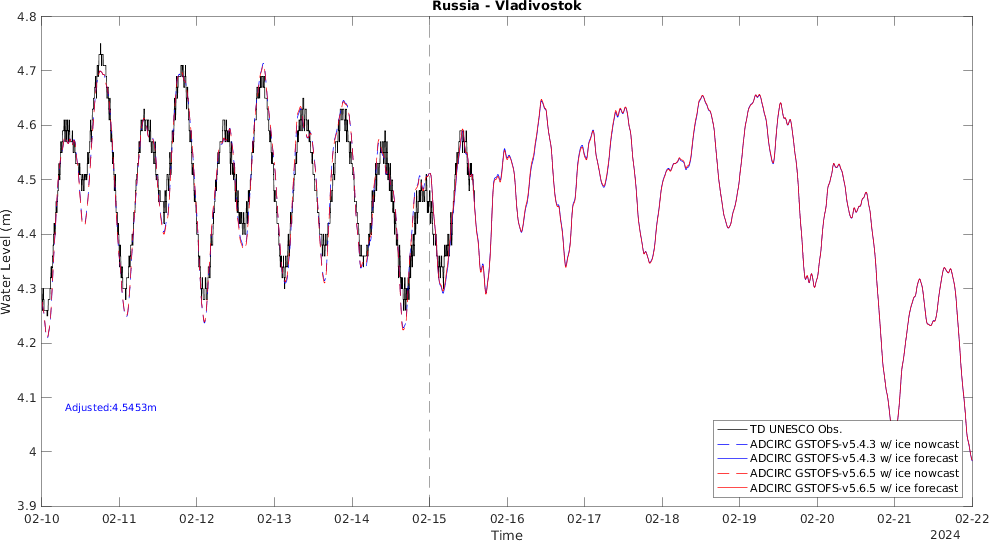 Russia - Vladivostok
4.8
4.7
4.6
4.5
4.4
4.3
4.2
4.1
4
3.9
Water Level (m)
Adjusted:4.5453m
TD UNESCO Obs.
ADCIRC GSTOFS-v5.4.3 w/ ice nowcast
ADCIRC GSTOFS-v5.4.3 w/ ice forecast
ADCIRC GSTOFS-v5.6.5 w/ ice nowcast
ADCIRC GSTOFS-v5.6.5 w/ ice forecast
02-10 02-11 02-12 02-13 02-14 02-15 02-16 02-17 02-18 02-19 02-20 02-21 02-22
Time
2024